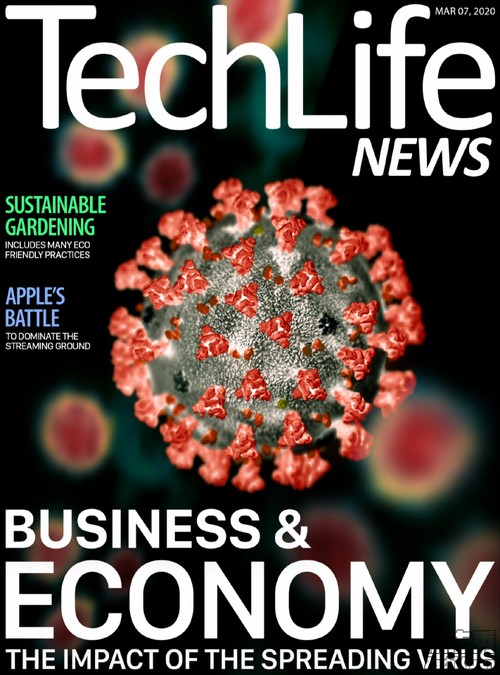 TechLife
MAR 07, 2020
NEWS
SUSTAINABLE
GARDENING
INCLUDES MANY ECO
FRIENDLY PRACTICES
APPLE'S
BATTLE
TO DOMINATE THE
STREAMING GROUND
BUSINESS &
ECONOMY
THE IMPACT OF THE SPREADING VIRUS